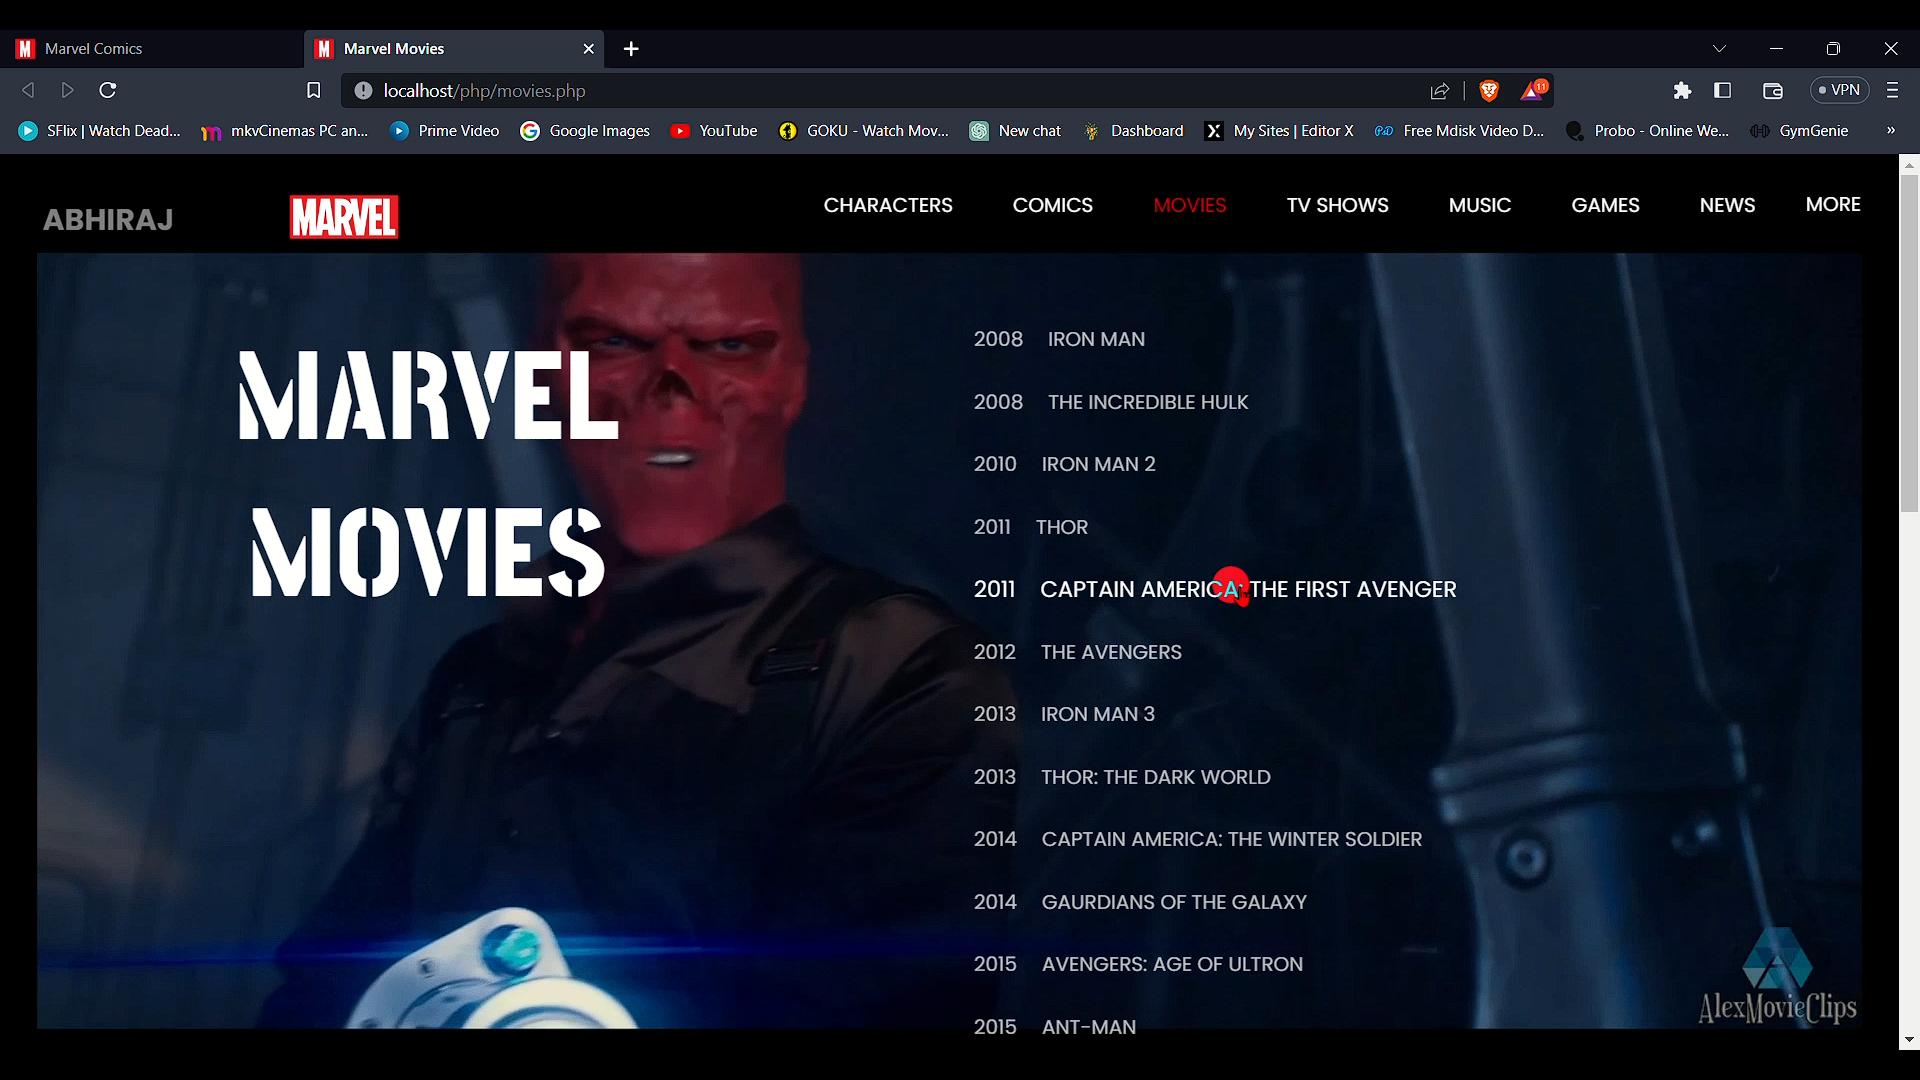 Marvel Comics
Marvel Movies
localhost/php/movies.php
11
VPN
SFlix | Watch Dead...
mkvCinemas PC an...
Prime Video
Google Images
YouTube
GOKU - Watch Mov...
New chat
Dashboard
My Sites | Editor X
Free Mdisk Video D...
Probo - Online We...
GymGenie
ABHIRAJ
MARVEL
CHARACTERS
COMICS
MOVIES
TV SHOWS
MUSIC
GAMES
NEWS
MORE
MARVEL
MOVIES
2008 IRON MAN
2008 THE INCREDIBLE HULK
2010 IRON MAN 2
2011 THOR
2011 CAPTAIN AMERICA: THE FIRST AVENGER
2012 THE AVENGERS
2013 IRON MAN 3
2013 THOR: THE DARK WORLD
2014 CAPTAIN AMERICA: THE WINTER SOLDIER
2014 GAURDIANS OF THE GALAXY
2015 AVENGERS: AGE OF ULTRON
2015 ANT-MAN
AlexMovieClips